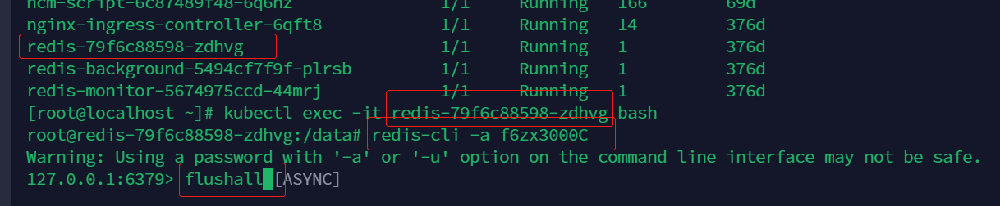 ncm-script-6c87489f48-6q6hz 1/1 Running 166 69d
nginx-ingress-controller-6qft8 1/1 Running 14 376d
redis-79f6c88598-zdhvg 1/1 Running 1 376d
redis-background-5494cf7f9f-plrsb 1/1 Running 1 376d
redis-monitor-5674975ccd-44mrj 1/1 Running 1 376d
[root@localhost ~]# kubectl exec -it redis-79f6c88598-zdhvg bash
root@redis-79f6c88598-zdhvg:/data# redis-cli -a f6zx3000C
Warning: Using a password with '-a' or '-u' option on the command line interface may not be safe.
127.0.0.1:6379> flushall [ASYNC]